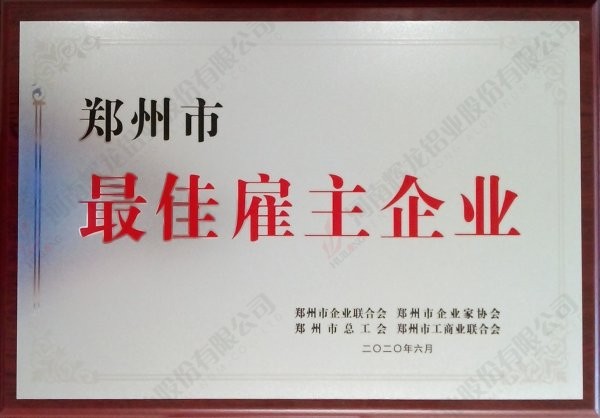 郑州市
最佳雇主企业
郑州市企业联合会 郑州市企业家协会
郑州市总工会 郑州市工商业联合会
二〇二〇年六月